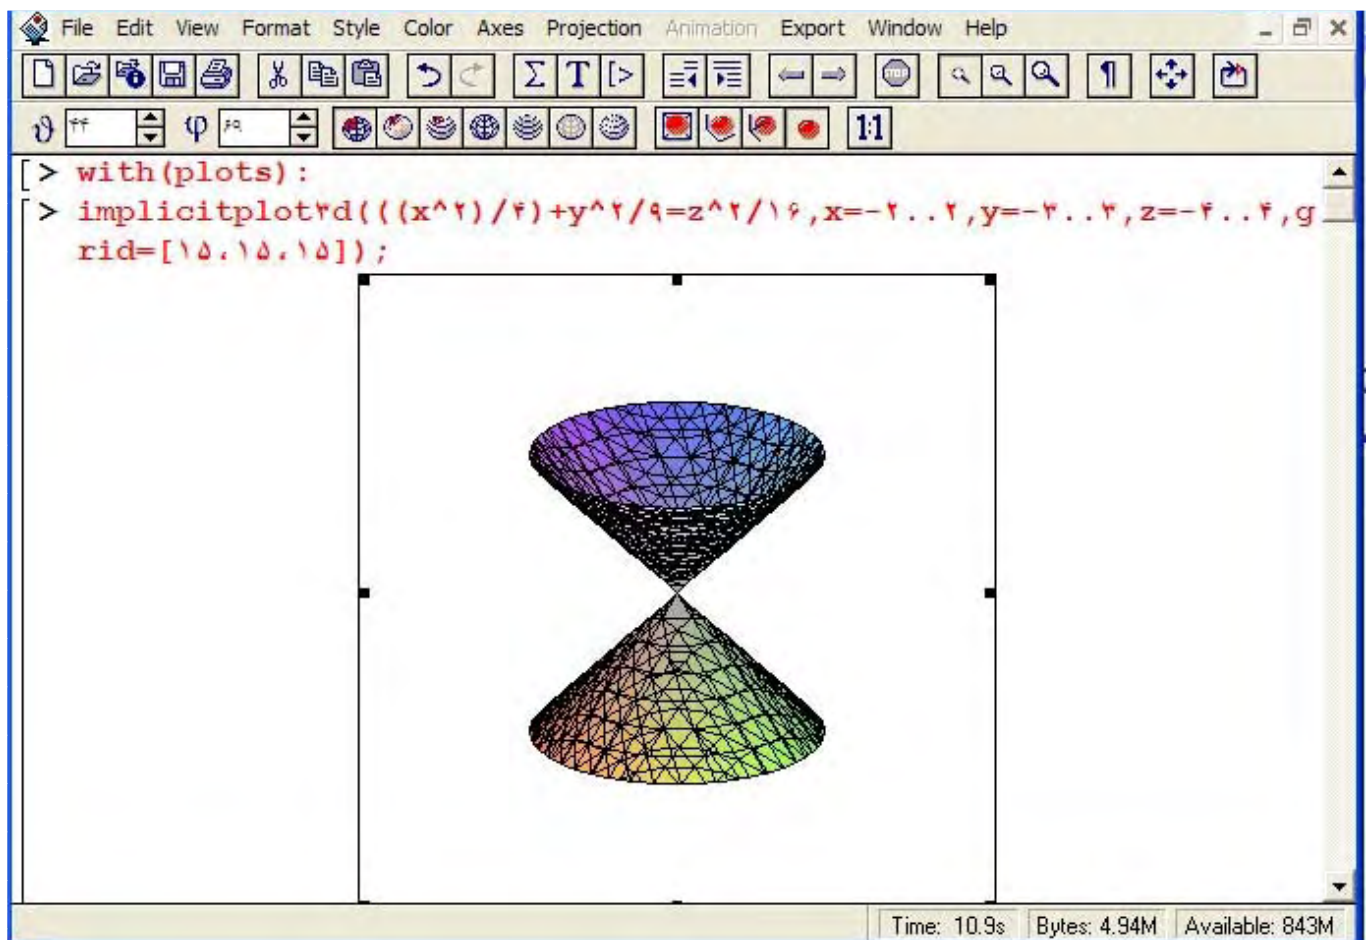 File Edit View Format Style Color Axes Projection Animation Export Window Help
Σ T [> STOP ¶
ϑ ۴۴ φ ۶۹ 1:1
[ > with(plots):
[ > implicitplot۳d(((x^۲)/۴)+y^۲/۹=z^۲/۱۶,x=-۲..۲,y=-۳..۳,z=-۴..۴,g
rid=[۱۵،۱۵،۱۵]);
Time: 10.9s Bytes: 4.94M Available: 843M